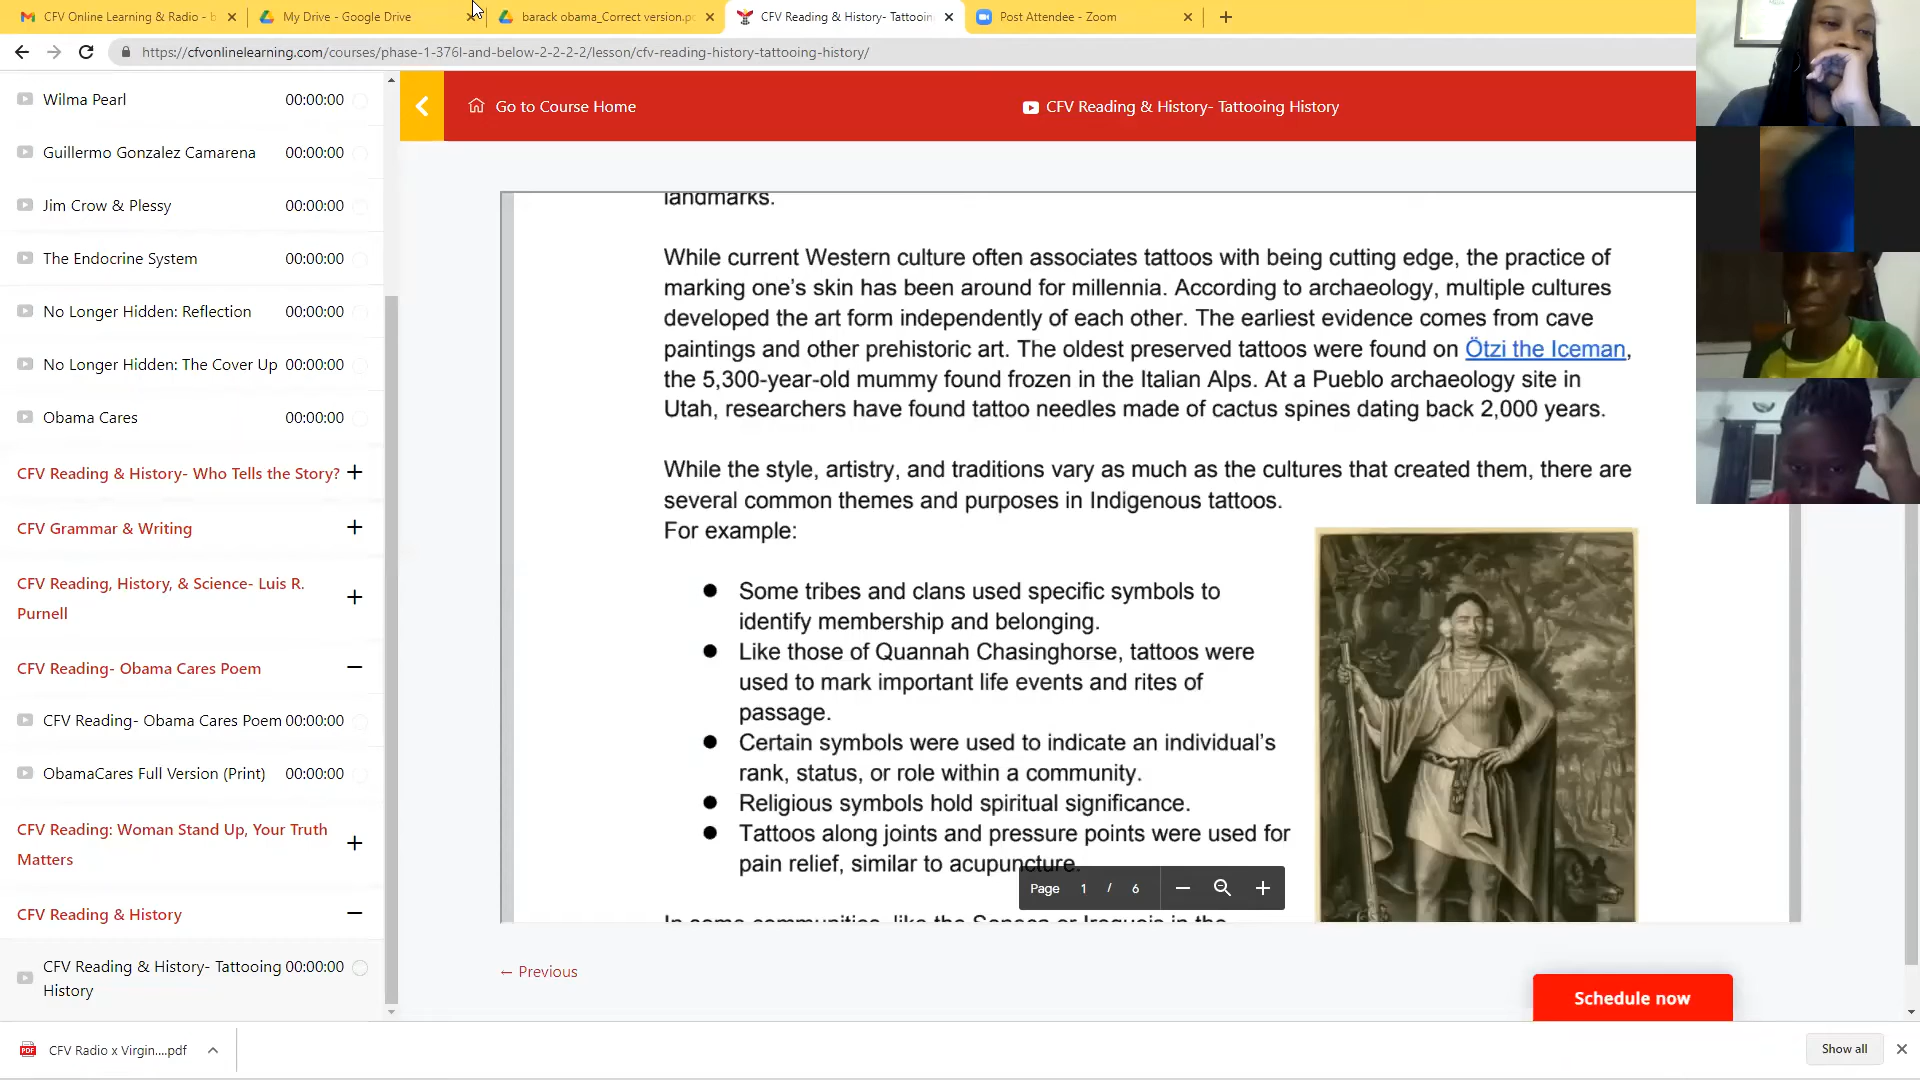 CFV Online Learning & Radio - b
My Drive - Google Drive
barack obama_Correct version.pc
CFV Reading & History- Tattooin
Post Attendee - Zoom
https://cfvonlinelearning.com/courses/phase-1-376l-and-below-2-2-2-2/lesson/cfv-reading-history-tattooing-history/
Wilma Pearl 00:00:00
Guillermo Gonzalez Camarena 00:00:00
Jim Crow & Plessy 00:00:00
The Endocrine System 00:00:00
No Longer Hidden: Reflection 00:00:00
No Longer Hidden: The Cover Up 00:00:00
Obama Cares 00:00:00
CFV Reading & History- Who Tells the Story? +
CFV Grammar & Writing +
CFV Reading, History, & Science- Luis R. +
Purnell
CFV Reading- Obama Cares Poem −
CFV Reading- Obama Cares Poem 00:00:00
ObamaCares Full Version (Print) 00:00:00
CFV Reading: Woman Stand Up, Your Truth +
Matters
CFV Reading & History −
CFV Reading & History- Tattooing 00:00:00
History
Go to Course Home
CFV Reading & History- Tattooing History
landmarks.
While current Western culture often associates tattoos with being cutting edge, the practice of
marking one's skin has been around for millennia. According to archaeology, multiple cultures
developed the art form independently of each other. The earliest evidence comes from cave
paintings and other prehistoric art. The oldest preserved tattoos were found on Ötzi the Iceman,
the 5,300-year-old mummy found frozen in the Italian Alps. At a Pueblo archaeology site in
Utah, researchers have found tattoo needles made of cactus spines dating back 2,000 years.
While the style, artistry, and traditions vary as much as the cultures that created them, there are
several common themes and purposes in Indigenous tattoos.
For example:
● Some tribes and clans used specific symbols to
identify membership and belonging.
● Like those of Quannah Chasinghorse, tattoos were
used to mark important life events and rites of
passage.
● Certain symbols were used to indicate an individual's
rank, status, or role within a community.
● Religious symbols hold spiritual significance.
● Tattoos along joints and pressure points were used for
pain relief, similar to acupuncture.
Page 1 / 6
In some communities, like the Seneca or Iroquois in the
← Previous
Schedule now
CFV Radio x Virgin....pdf
Show all